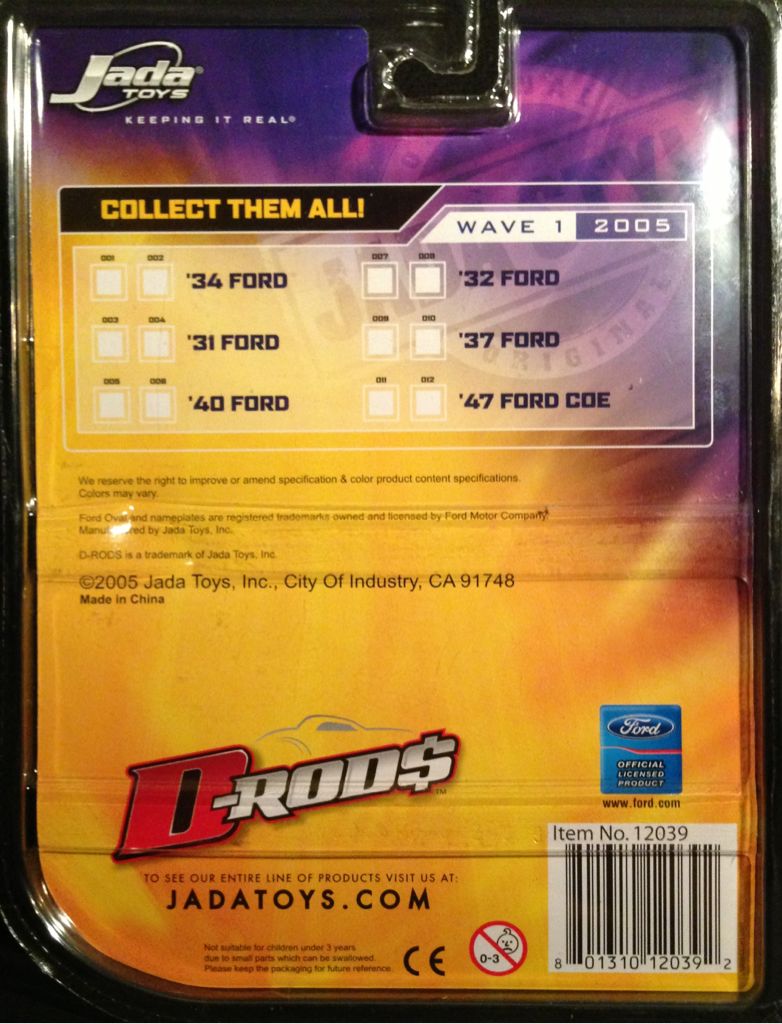 Jada®
TOYS
KEEPING IT REAL®
COLLECT THEM ALL!
WAVE 1 2005
001 002 '34 FORD
007 008 '32 FORD
003 004 '31 FORD
009 010 '37 FORD
005 006 '40 FORD
011 012 '47 FORD COE
JADA
ORIGINAL
We reserve the right to improve or amend specification & color product content specifications.
Colors may vary.
Ford Oval and nameplates are registered trademarks owned and licensed by Ford Motor Company.
Manufactured by Jada Toys, Inc.
D-RODS is a trademark of Jada Toys, Inc.
©2005 Jada Toys, Inc., City Of Industry, CA 91748
Made in China
Ford
OFFICIAL
LICENSED
PRODUCT
www.ford.com
D-ROD$™
Item No. 12039
TO SEE OUR ENTIRE LINE OF PRODUCTS VISIT US AT:
JADATOYS.COM
Not suitable for children under 3 years
due to small parts which can be swallowed.
Please keep the packaging for future reference.
CE
0-3
8 01310 12039 2